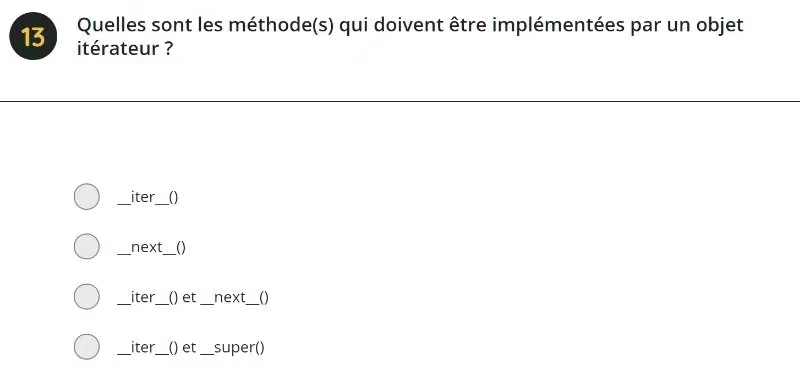 13
Quelles sont les méthode(s) qui doivent être implémentées par un objet
itérateur ?
__iter__()
__next__()
__iter__() et __next__()
__iter__() et __super()